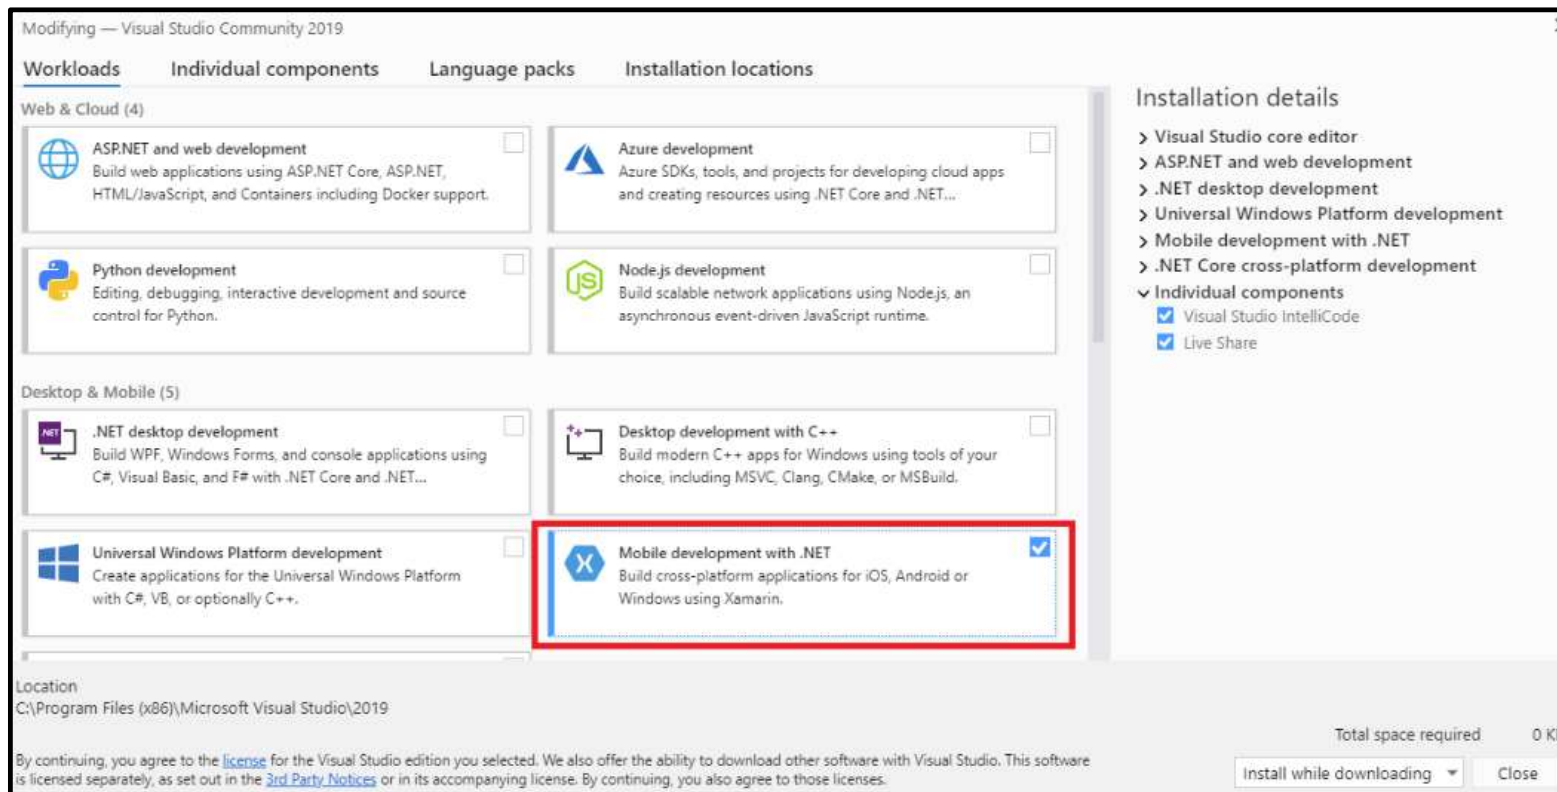 Modifying — Visual Studio Community 2019
Workloads Individual components Language packs Installation locations
Web & Cloud (4)
ASP.NET and web development
Build web applications using ASP.NET Core, ASP.NET,
HTML/JavaScript, and Containers including Docker support.
Azure development
Azure SDKs, tools, and projects for developing cloud apps
and creating resources using .NET Core and .NET...
Python development
Editing, debugging, interactive development and source
control for Python.
JS
Node.js development
Build scalable network applications using Node.js, an
asynchronous event-driven JavaScript runtime.
Desktop & Mobile (5)
.NET
.NET desktop development
Build WPF, Windows Forms, and console applications using
C#, Visual Basic, and F# with .NET Core and .NET...
Desktop development with C++
Build modern C++ apps for Windows using tools of your
choice, including MSVC, Clang, CMake, or MSBuild.
Universal Windows Platform development
Create applications for the Universal Windows Platform
with C#, VB, or optionally C++.
Mobile development with .NET
Build cross-platform applications for iOS, Android or
Windows using Xamarin.
Installation details
Visual Studio core editor
ASP.NET and web development
.NET desktop development
Universal Windows Platform development
Mobile development with .NET
.NET Core cross-platform development
Individual components
Visual Studio IntelliCode
Live Share
Location
C:\Program Files (x86)\Microsoft Visual Studio\2019
By continuing, you agree to the license for the Visual Studio edition you selected. We also offer the ability to download other software with Visual Studio. This software
is licensed separately, as set out in the 3rd Party Notices or in its accompanying license. By continuing, you also agree to those licenses.
Total space required 0
Install while downloading Close